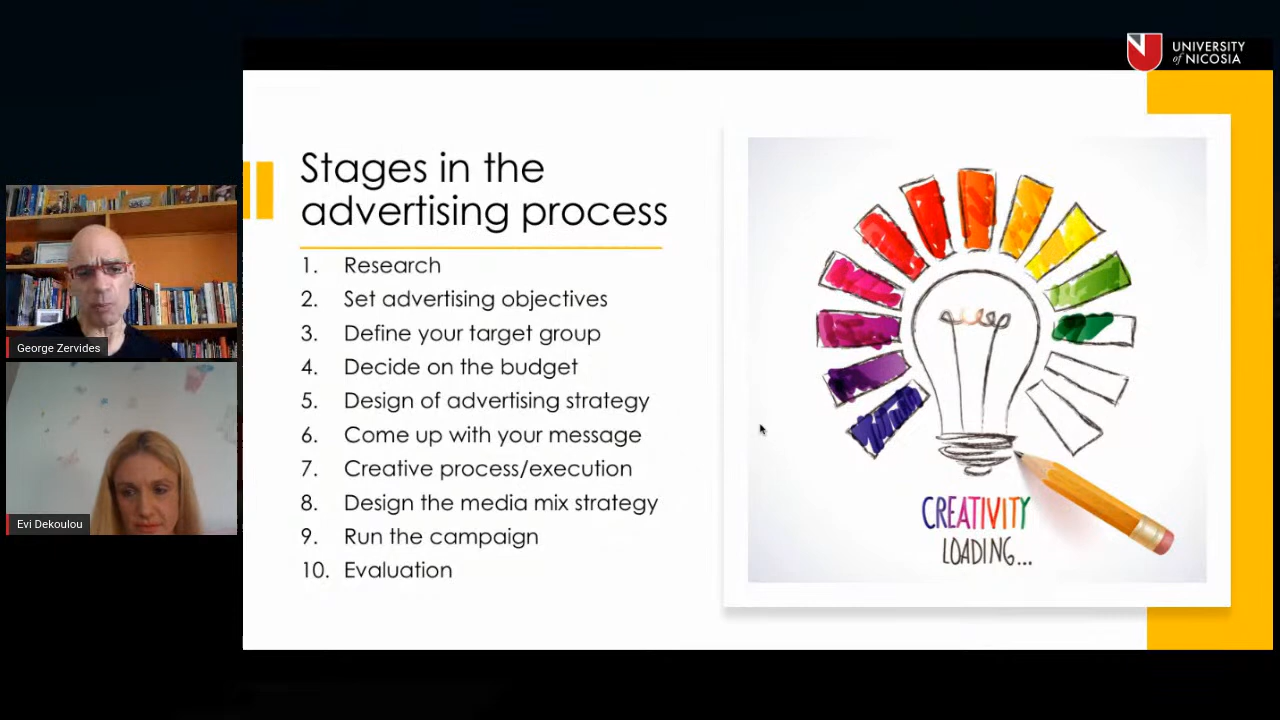 UNIVERSITY
of NICOSIA
Stages in the
advertising process
1. Research
2. Set advertising objectives
3. Define your target group
4. Decide on the budget
5. Design of advertising strategy
6. Come up with your message
7. Creative process/execution
8. Design the media mix strategy
9. Run the campaign
10. Evaluation
George Zervides
Evi Dekoulou
CREATIVITY
LOADING...